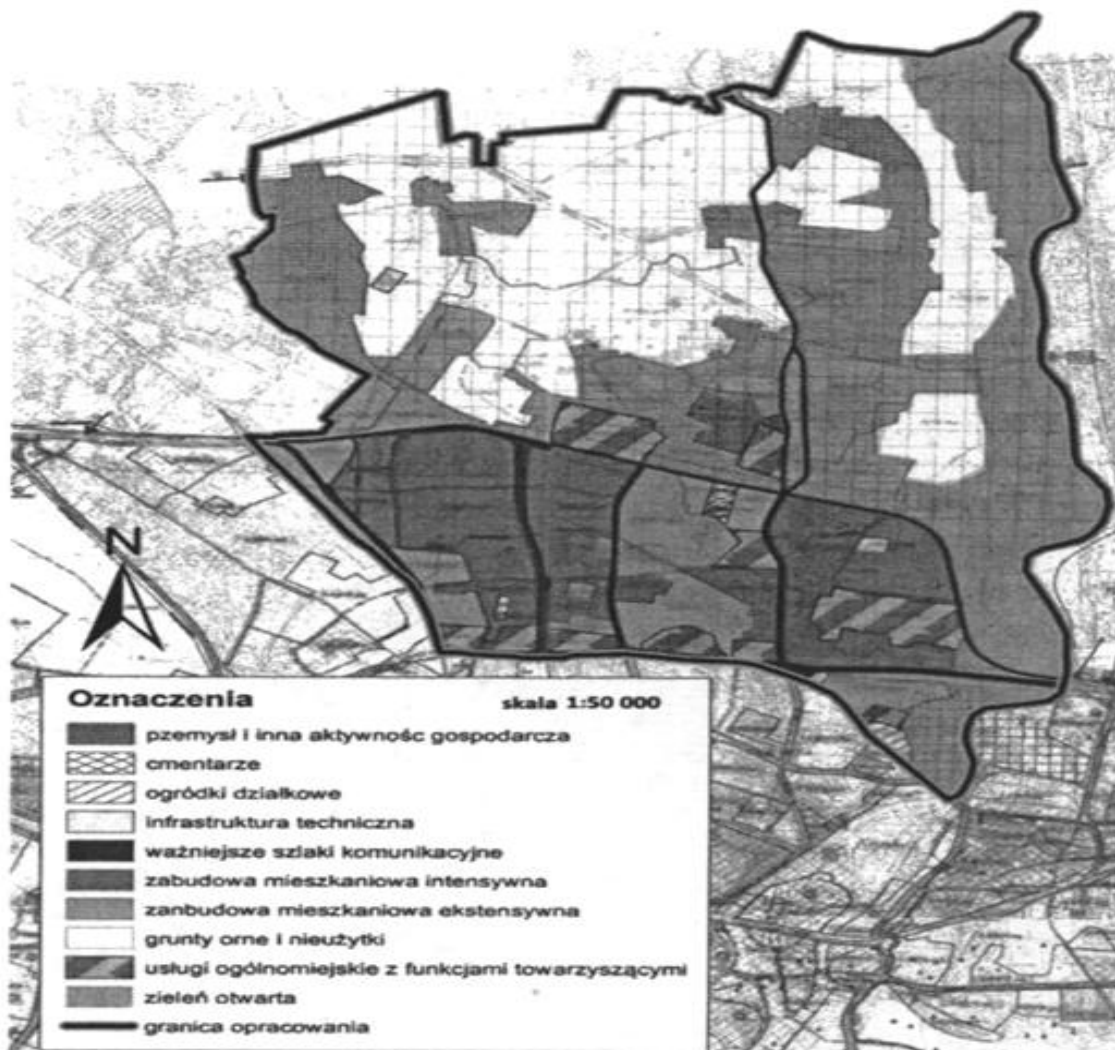 N
Oznaczenia skala 1:50 000
pzemysł i inna aktywnośc gospodarcza
cmentarze
ogródki działkowe
infrastruktura techniczna
ważniejsze szlaki komunikacyjne
zabudowa mieszkaniowa intensywna
zanbudowa mieszkaniowa ekstensywna
grunty orne i nieużytki
usługi ogólnomiejskie z funkcjami towarzyszącymi
zieleń otwarta
granica opracowania